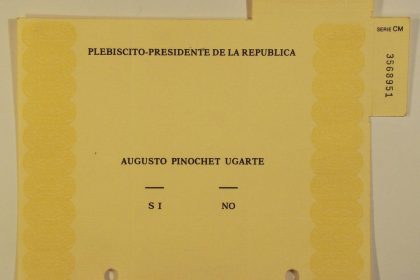 PLEBISCITO-PRESIDENTE DE LA REPUBLICA
SERIE CM
3568951
AUGUSTO PINOCHET UGARTE
SI NO